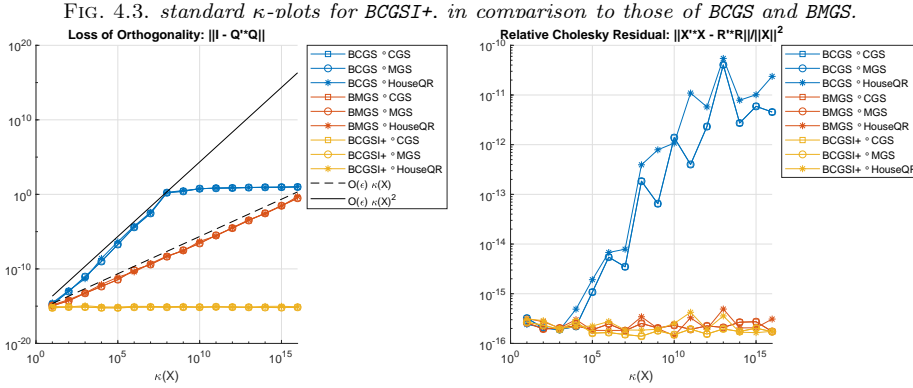 FIG. 4.3. standard κ-plots for BCGSI+. in comparison to those of BCGS and BMGS.
Loss of Orthogonality: ||I - Q'*Q||
10^20
10^10
10^0
10^-10
10^-20
10^0
10^5
10^10
10^15
κ(X)
BCGS ° CGS
BCGS ° MGS
BCGS ° HouseQR
BMGS ° CGS
BMGS ° MGS
BMGS ° HouseQR
BCGSI+ ° CGS
BCGSI+ ° MGS
BCGSI+ ° HouseQR
O(ϵ) κ(X)
O(ϵ) κ(X)^2
Relative Cholesky Residual: ||X'*X - R'*R||/||X||^2
10^-10
10^-11
10^-12
10^-13
10^-14
10^-15
10^-16
10^0
10^5
10^10
10^15
κ(X)
BCGS ° CGS
BCGS ° MGS
BCGS ° HouseQR
BMGS ° CGS
BMGS ° MGS
BMGS ° HouseQR
BCGSI+ ° CGS
BCGSI+ ° MGS
BCGSI+ ° HouseQR